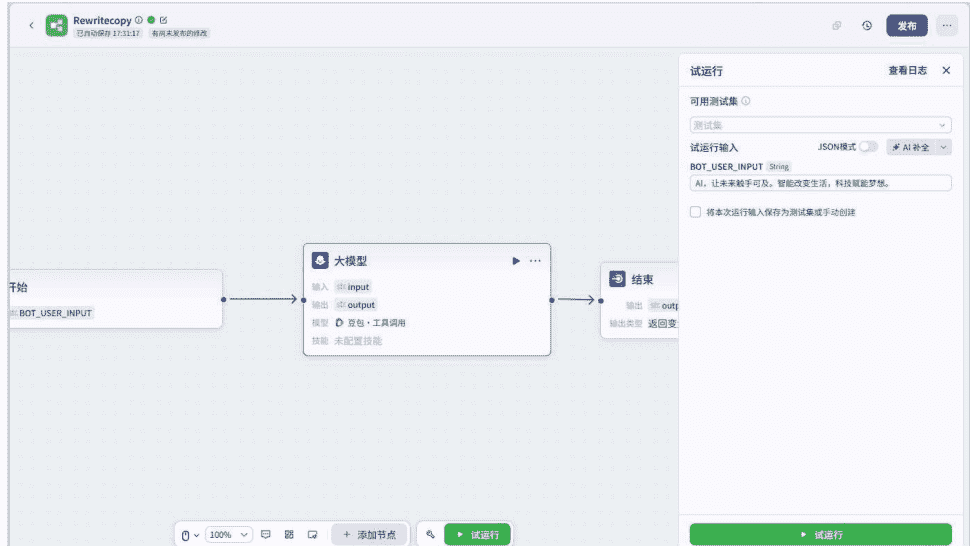 Rewritecopy
已自动保存 17:31:17 有尚未发布的修改
发布
试运行 查看日志
可用测试集
测试集
试运行输入 JSON模式 AI 补全
BOT_USER_INPUT String
AI，让未来触手可及。智能改变生活，科技赋能梦想。
将本次运行输入保存为测试集或手动创建
开始
str. BOT_USER_INPUT
大模型
输入 str. input
输出 str. output
模型 豆包·工具调用
技能 未配置技能
结束
输出 str. outp
输出类型 返回变
100% 添加节点 试运行
试运行